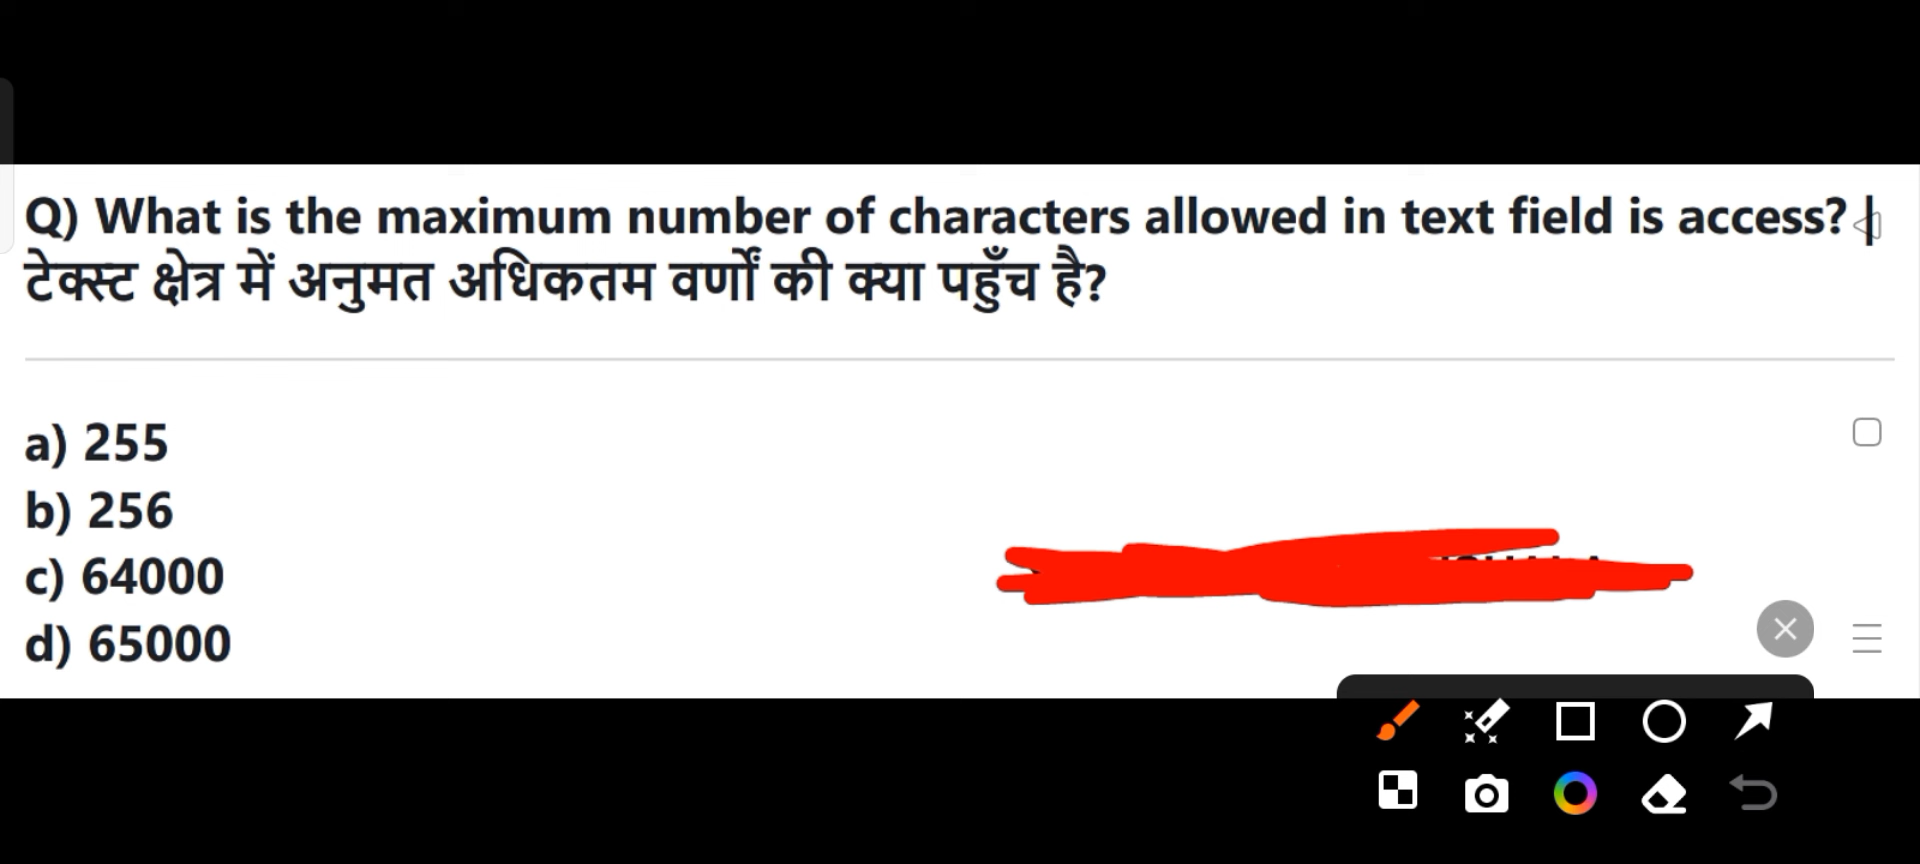 Q) What is the maximum number of characters allowed in text field is access?
टेक्स्ट क्षेत्र में अनुमत अधिकतम वर्णों की क्या पहुँच है?
a) 255
b) 256
c) 64000
d) 65000